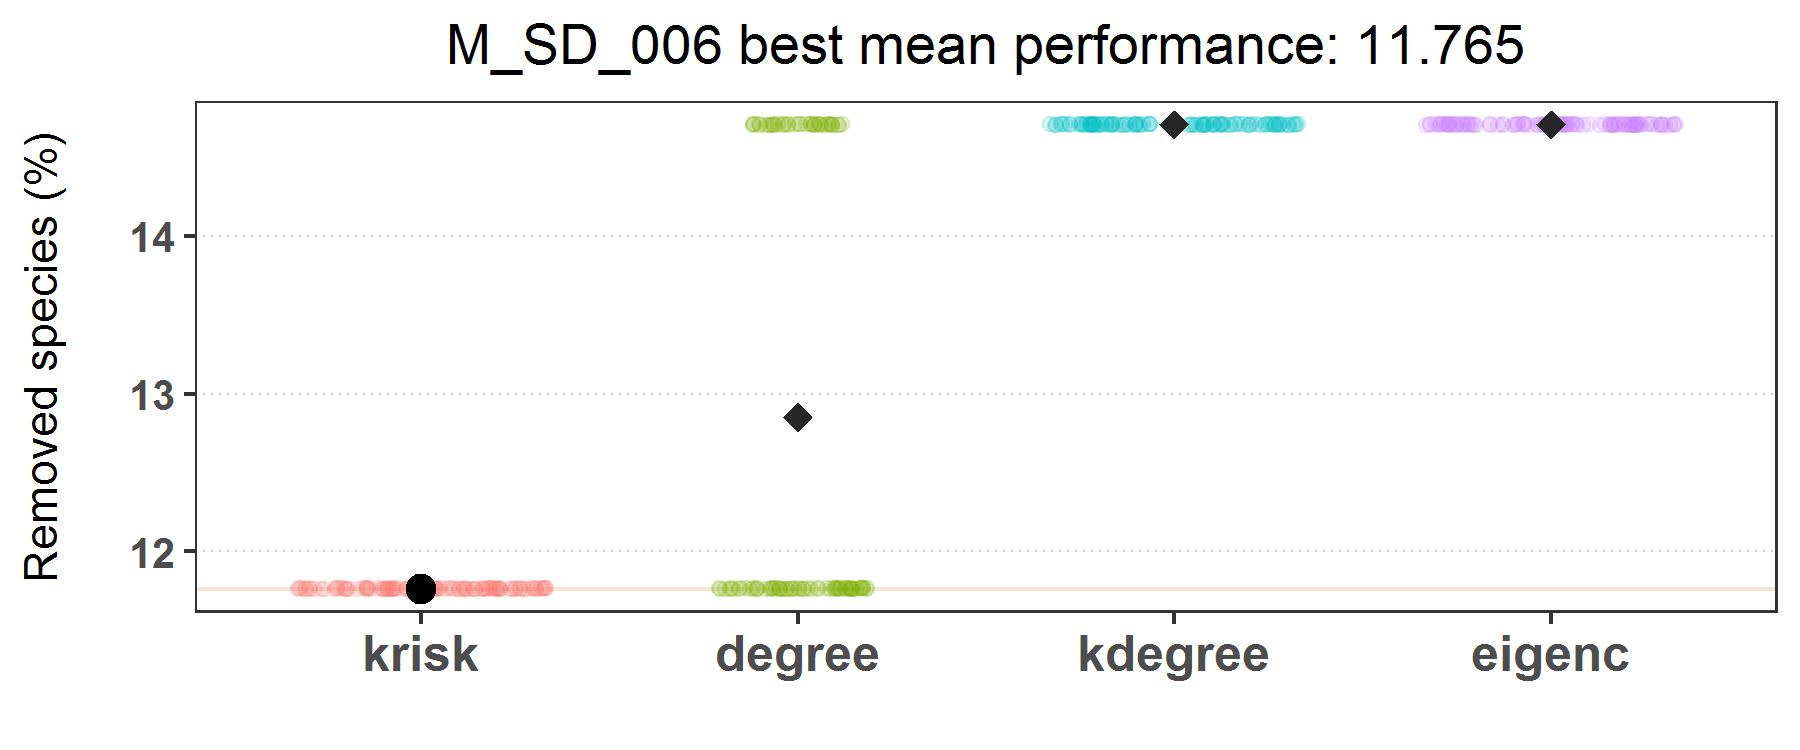 M_SD_006 best mean performance: 11.765
Removed species (%)
14
13
12
krisk degree kdegree eigenc